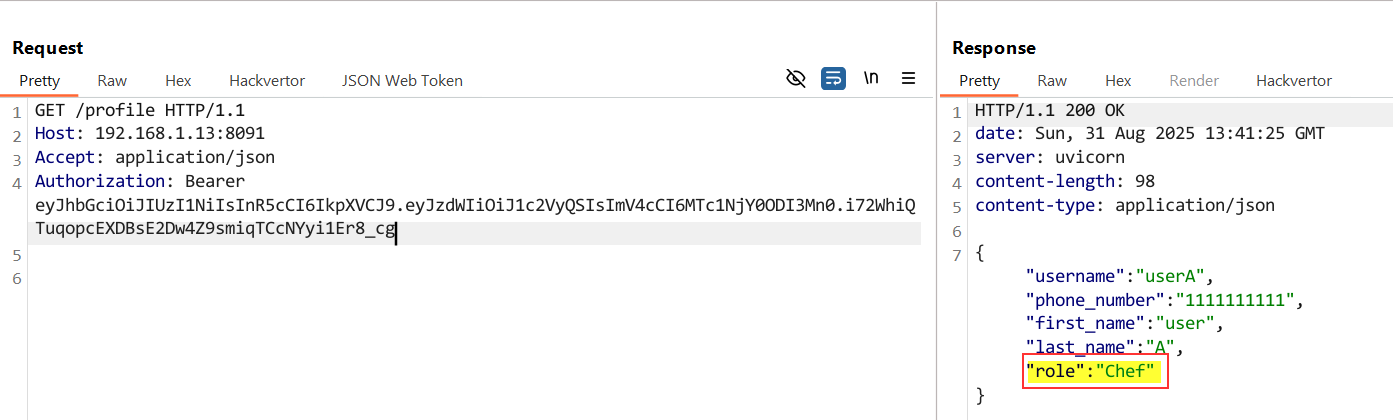 Request
Pretty Raw Hex Hackvertor JSON Web Token \n
1 GET /profile HTTP/1.1
2 Host: 192.168.1.13:8091
3 Accept: application/json
4 Authorization: Bearer
eyJhbGciOiJIUzI1NiIsInR5cCI6IkpXVCJ9.eyJzdWIiOiJ1c2VyQSIsImV4cCI6MTc1NjY0ODI3Mn0.i72WhiQ
TuqopcEXDBsE2Dw4Z9smiqTCcNYyi1Er8_cg
5
6
Response
Pretty Raw Hex Render Hackvertor
1 HTTP/1.1 200 OK
2 date: Sun, 31 Aug 2025 13:41:25 GMT
3 server: uvicorn
4 content-length: 98
5 content-type: application/json
6
7 {
"username":"userA",
"phone_number":"1111111111",
"first_name":"user",
"last_name":"A",
"role":"Chef"
}